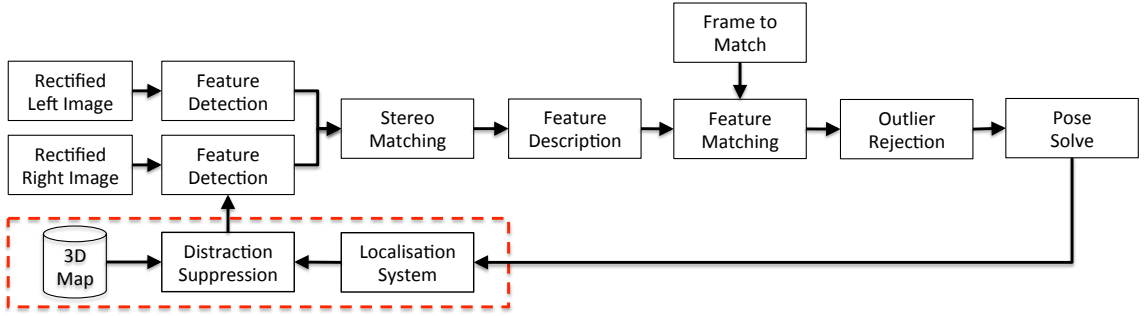 Frame to
Match
Rectified
Left Image
Feature
Detection
Stereo
Matching
Feature
Description
Feature
Matching
Outlier
Rejection
Pose
Solve
Rectified
Right Image
Feature
Detection
3D
Map
Distraction
Suppression
Localisation
System